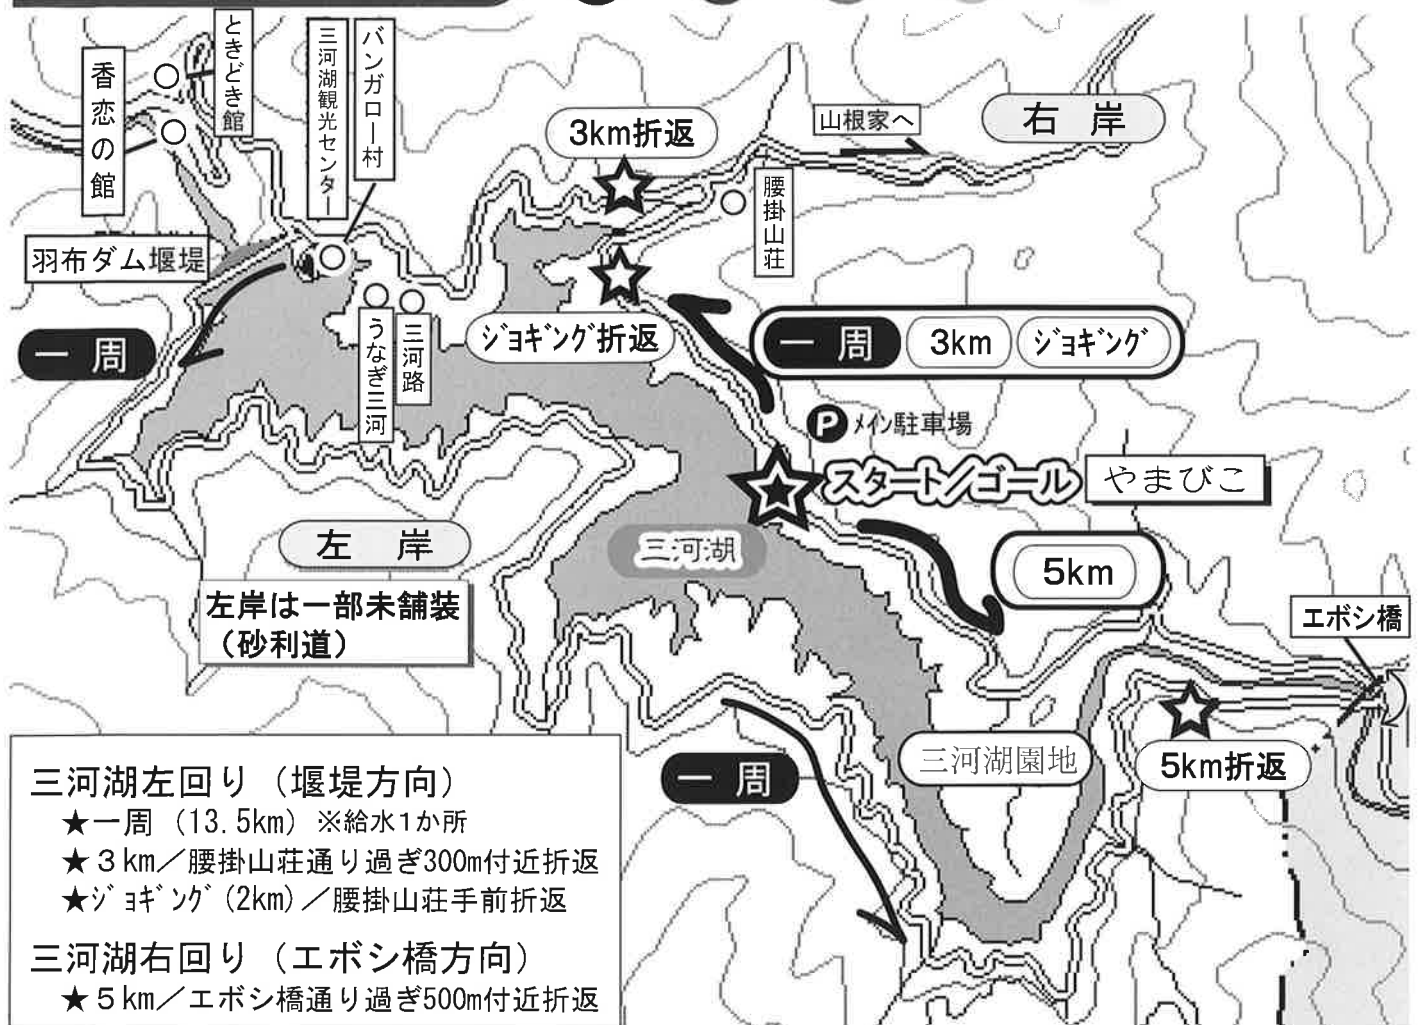 ときどき館
三河湖観光センター
バンガロー村
香恋の館
3km折返
山根家へ
右 岸
腰掛山荘
羽布ダム堰堤
一 周
うなぎ三河
三河路
ジョギング折返
一 周
3km
ジョギング
P メイン駐車場
スタート/ゴール
やまびこ
左 岸
三河湖
5km
左岸は一部未舗装
(砂利道)
エボシ橋
一 周
三河湖園地
5km折返
三河湖左回り（堰堤方向）
★一周 (13.5km) ※給水1か所
★３km／腰掛山荘通り過ぎ300m付近折返
★ジョギング(2km)／腰掛山荘手前折返
三河湖右回り（エボシ橋方向）
★５km／エボシ橋通り過ぎ500m付近折返